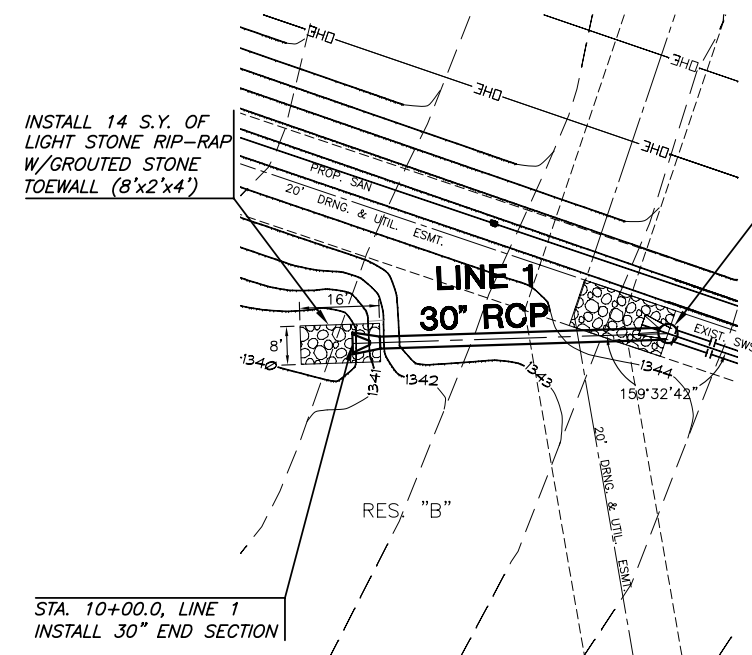 OHE
OHE
OHE
OHE
OHE
INSTALL 14 S.Y. OF
LIGHT STONE RIP-RAP
W/GROUTED STONE
TOEWALL (8'x2'x4')
PROP. SAN
20' DRNG. & UTIL. ESMT.
LINE 1
30" RCP
16'
8'
EXIST. SWS
1340
1341
1342
1343
1344
159°32'42"
20' DRNG. & UTIL. ESMT.
RES. "B"
STA. 10+00.0, LINE 1
INSTALL 30" END SECTION